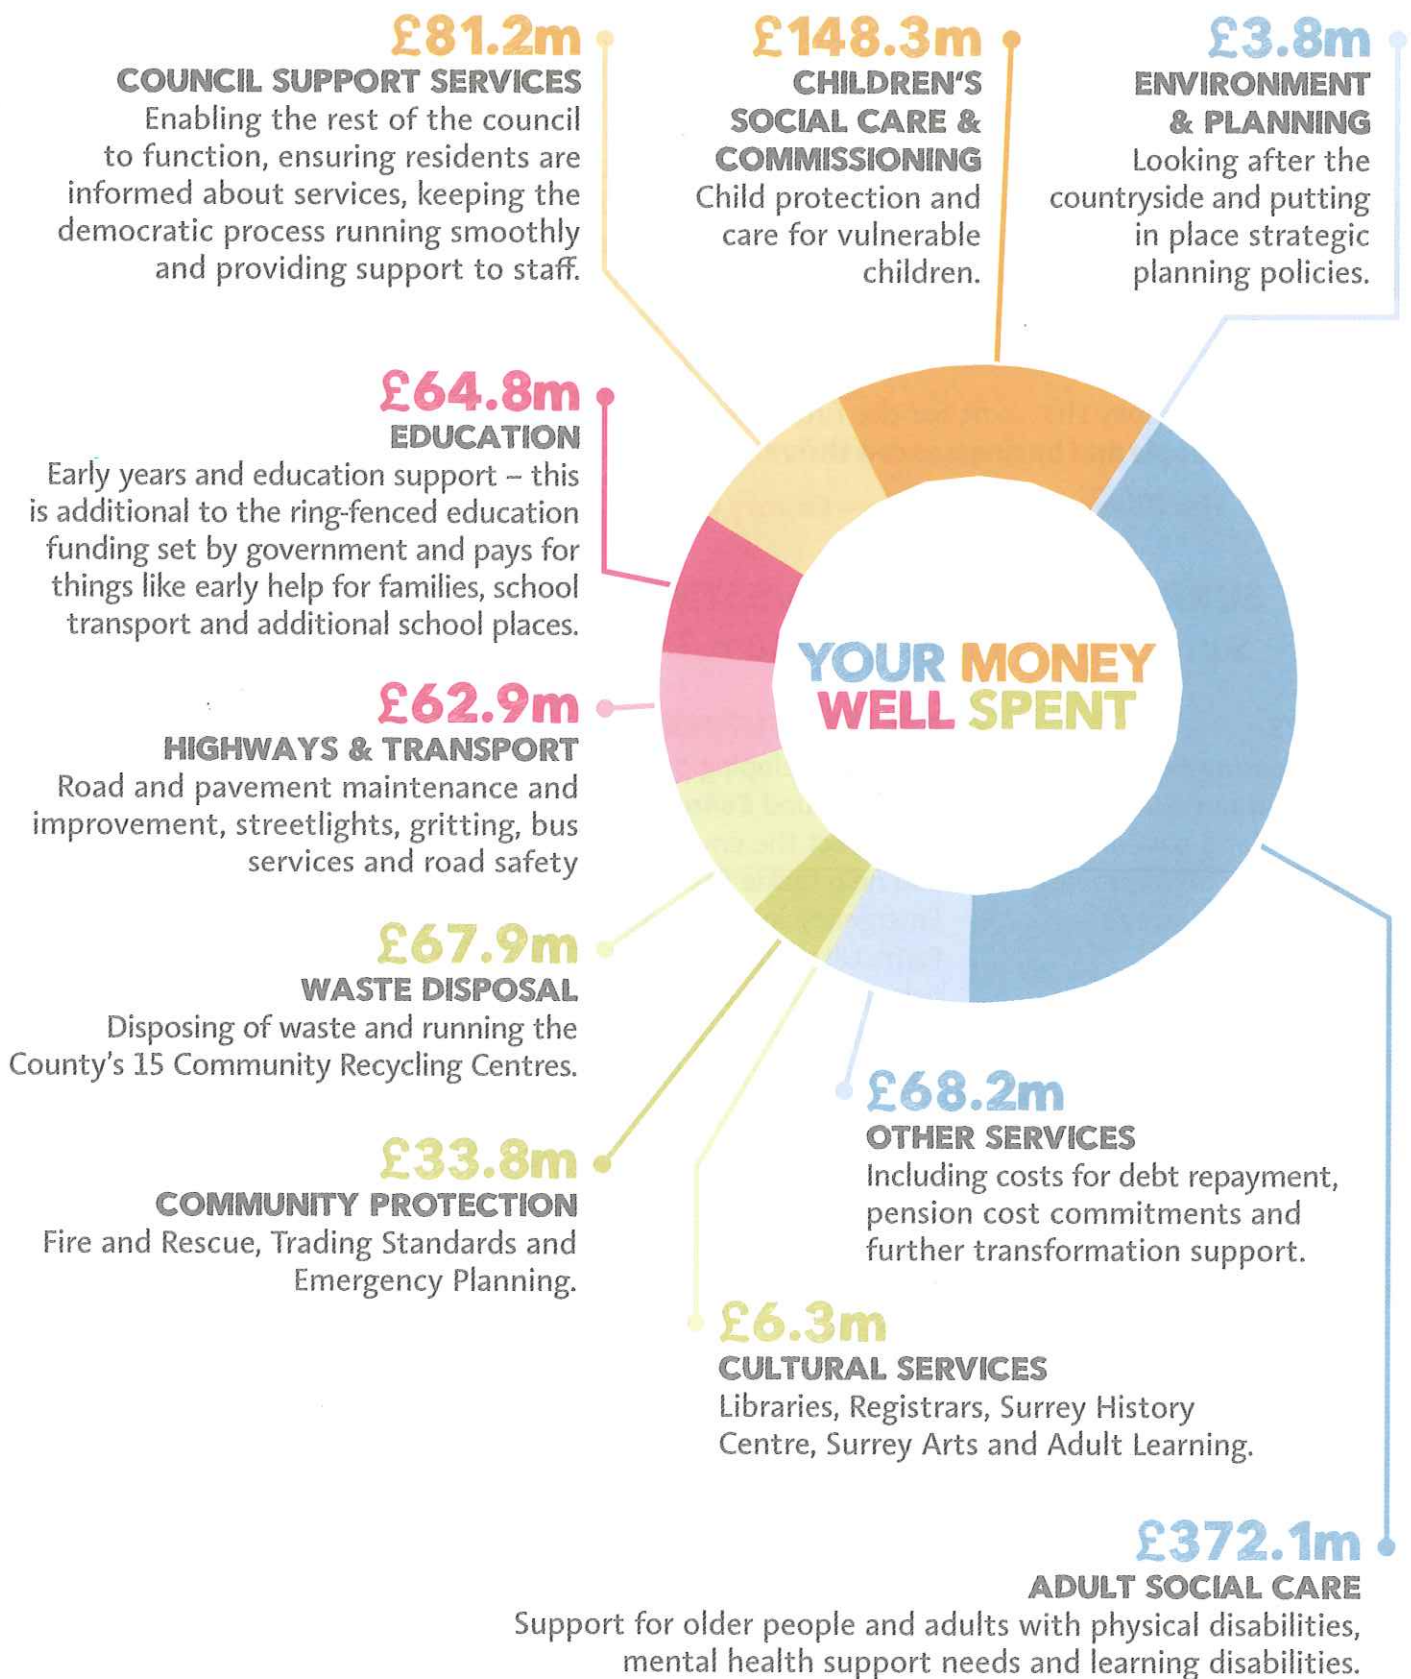 £81.2m
COUNCIL SUPPORT SERVICES
Enabling the rest of the council
to function, ensuring residents are
informed about services, keeping the
democratic process running smoothly
and providing support to staff.
£148.3m
CHILDREN'S
SOCIAL CARE &
COMMISSIONING
Child protection and
care for vulnerable
children.
£3.8m
ENVIRONMENT
& PLANNING
Looking after the
countryside and putting
in place strategic
planning policies.
£64.8m
EDUCATION
Early years and education support – this
is additional to the ring-fenced education
funding set by government and pays for
things like early help for families, school
transport and additional school places.
YOUR MONEY
WELL SPENT
£62.9m
HIGHWAYS & TRANSPORT
Road and pavement maintenance and
improvement, streetlights, gritting, bus
services and road safety
£67.9m
WASTE DISPOSAL
Disposing of waste and running the
County's 15 Community Recycling Centres.
£33.8m
COMMUNITY PROTECTION
Fire and Rescue, Trading Standards and
Emergency Planning.
£68.2m
OTHER SERVICES
Including costs for debt repayment,
pension cost commitments and
further transformation support.
£6.3m
CULTURAL SERVICES
Libraries, Registrars, Surrey History
Centre, Surrey Arts and Adult Learning.
£372.1m
ADULT SOCIAL CARE
Support for older people and adults with physical disabilities,
mental health support needs and learning disabilities.